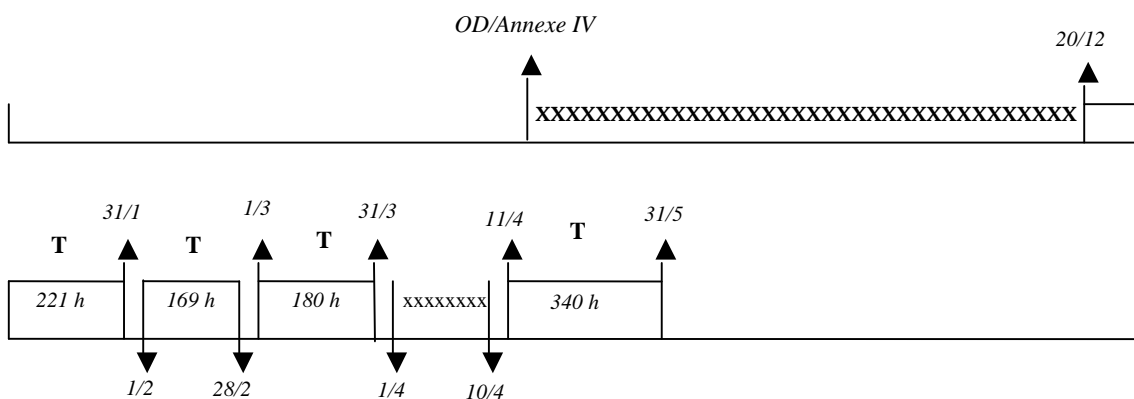 OD/Annexe IV
20/12
XXXXXXXXXXXXXXXXXXXXXXXXXXXXXXXXXXXX
31/1 1/3 31/3 11/4 31/5
T T T T
221 h 169 h 180 h xxxxxxxx 340 h
1/2 28/2 1/4 10/4